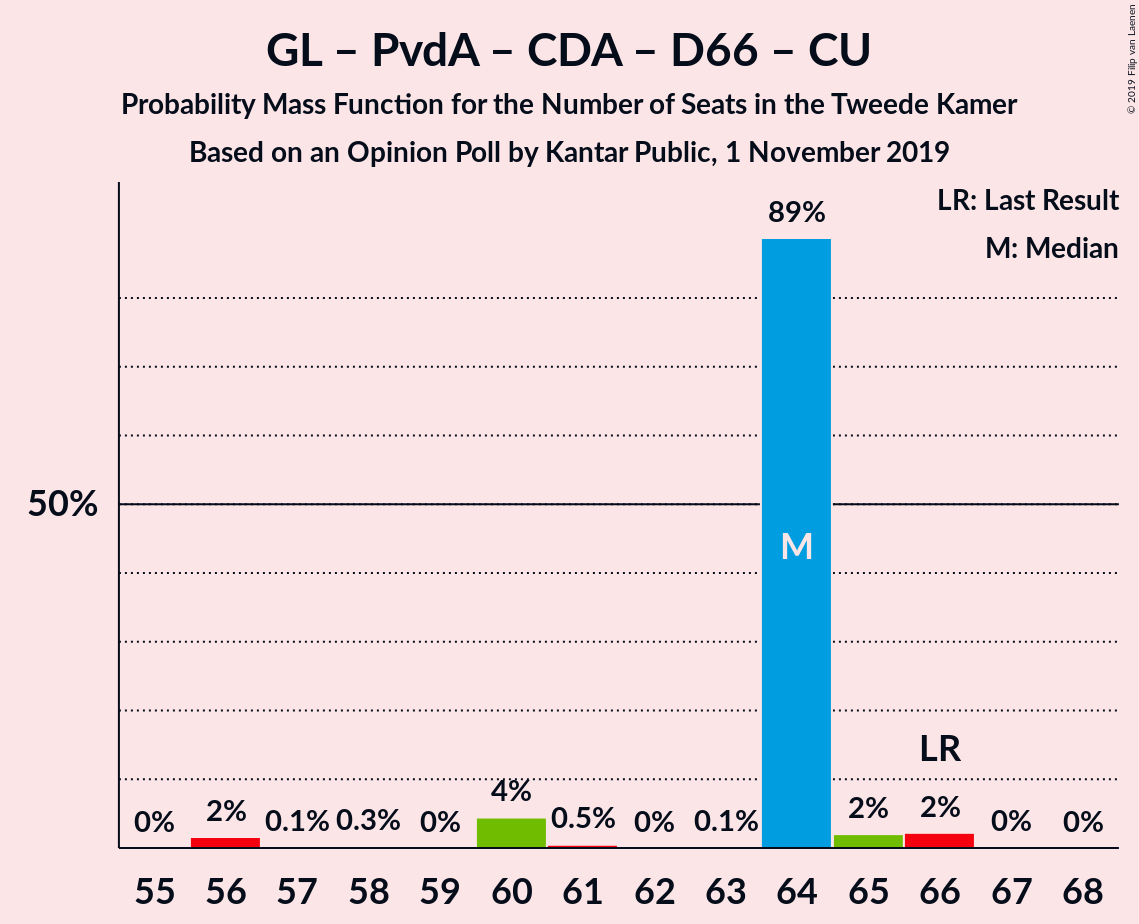 GL – PvdA – CDA – D66 – CU
Probability Mass Function for the Number of Seats in the Tweede Kamer
Based on an Opinion Poll by Kantar Public, 1 November 2019
© 2019 Filip van Laenen
LR: Last Result
M: Median
50%
0% 2% 0.1% 0.3% 0% 4% 0.5% 0% 0.1% 89% 2% 2% 0% 0%
M
LR
55 56 57 58 59 60 61 62 63 64 65 66 67 68